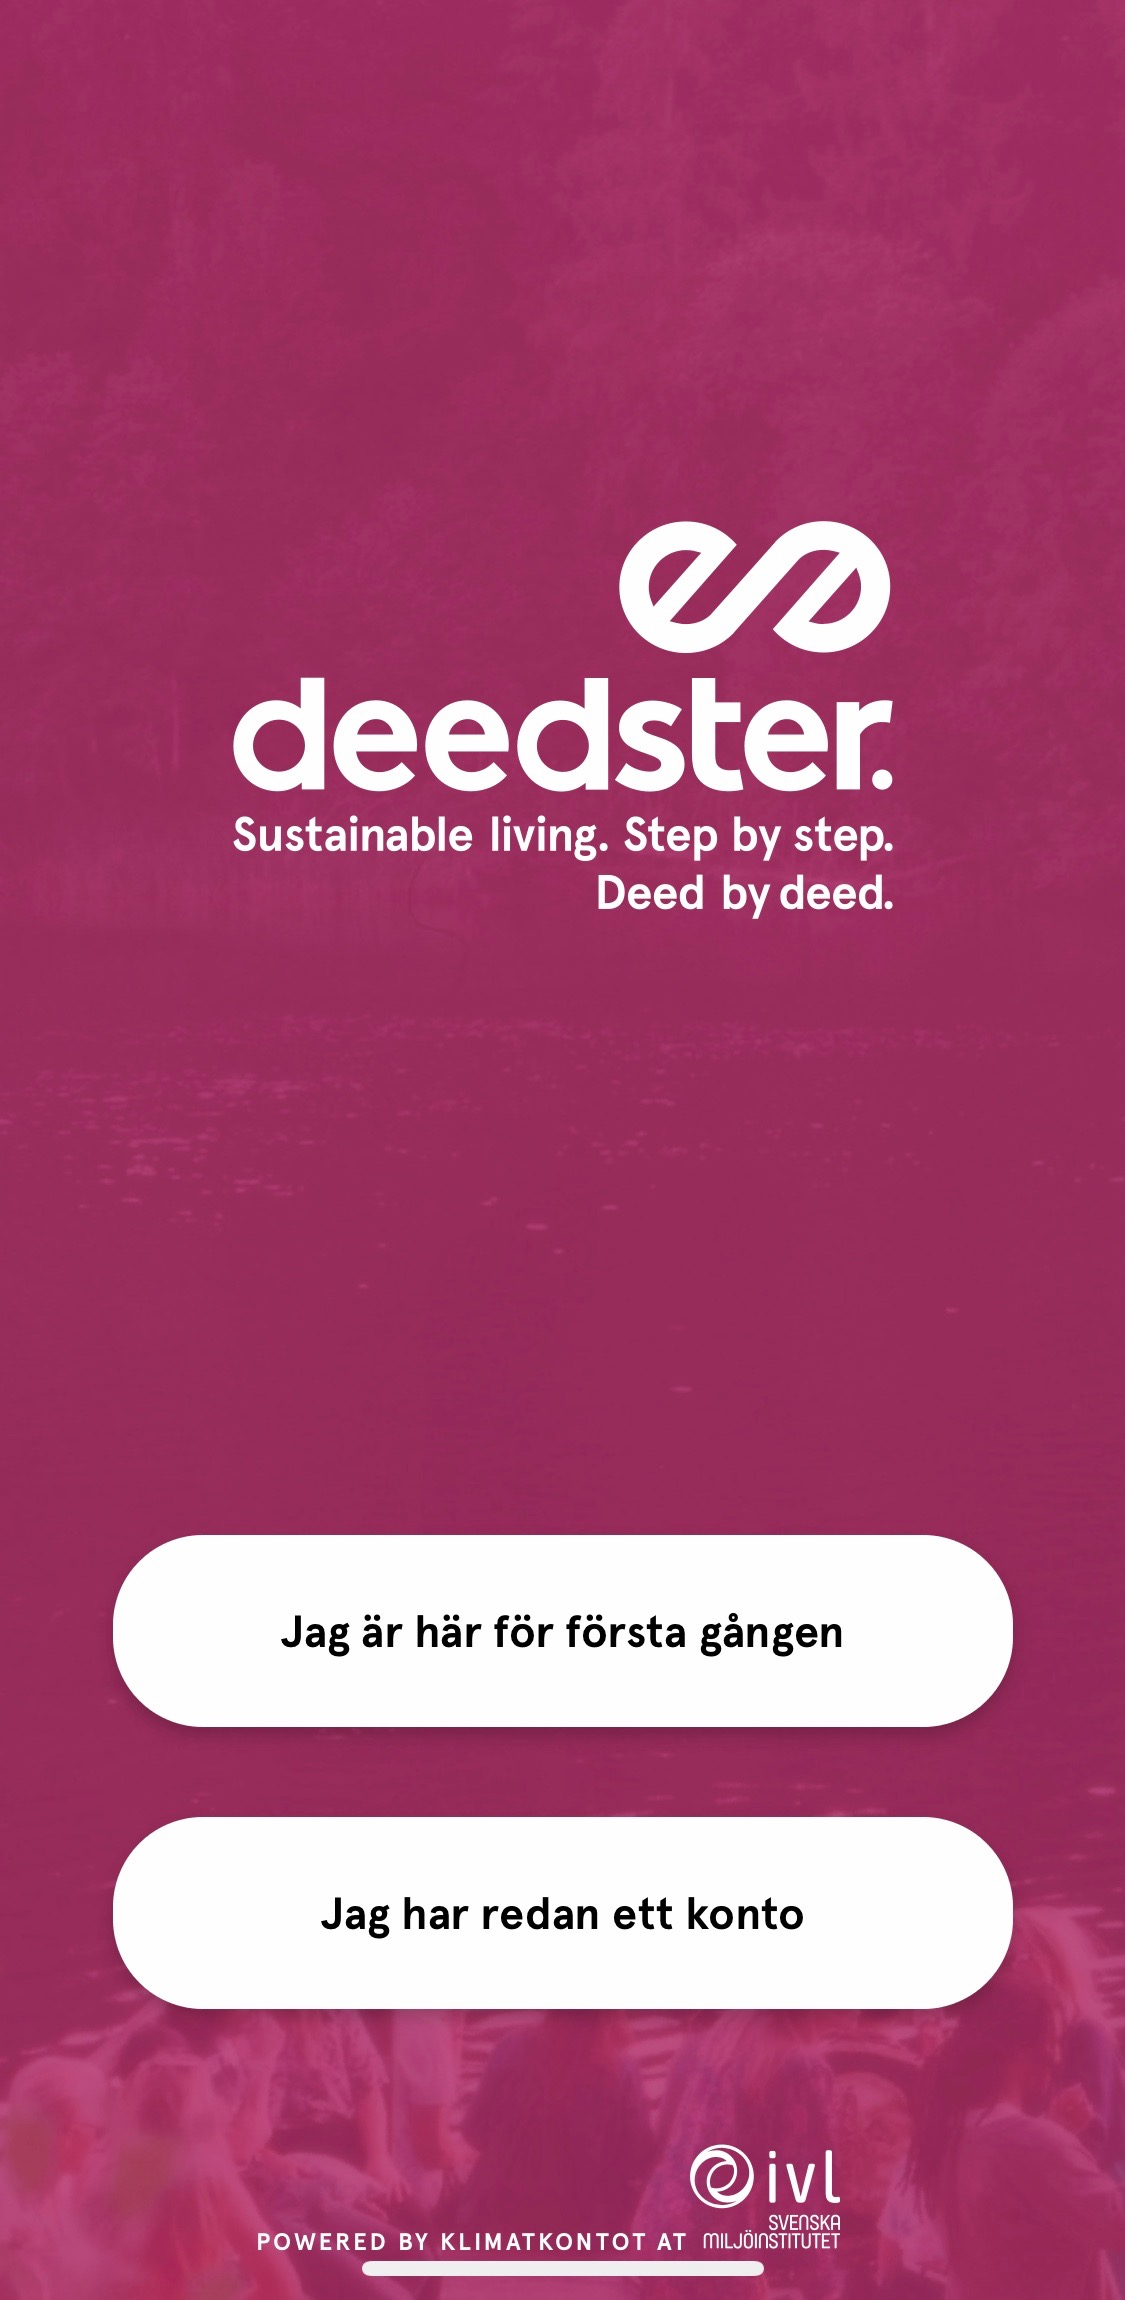 deedster.
Sustainable living. Step by step.
Deed by deed.
Jag är här för första gången
Jag har redan ett konto
ivl
SVENSKA
POWERED BY KLIMATKONTOT AT MILJÖINSTITUTET